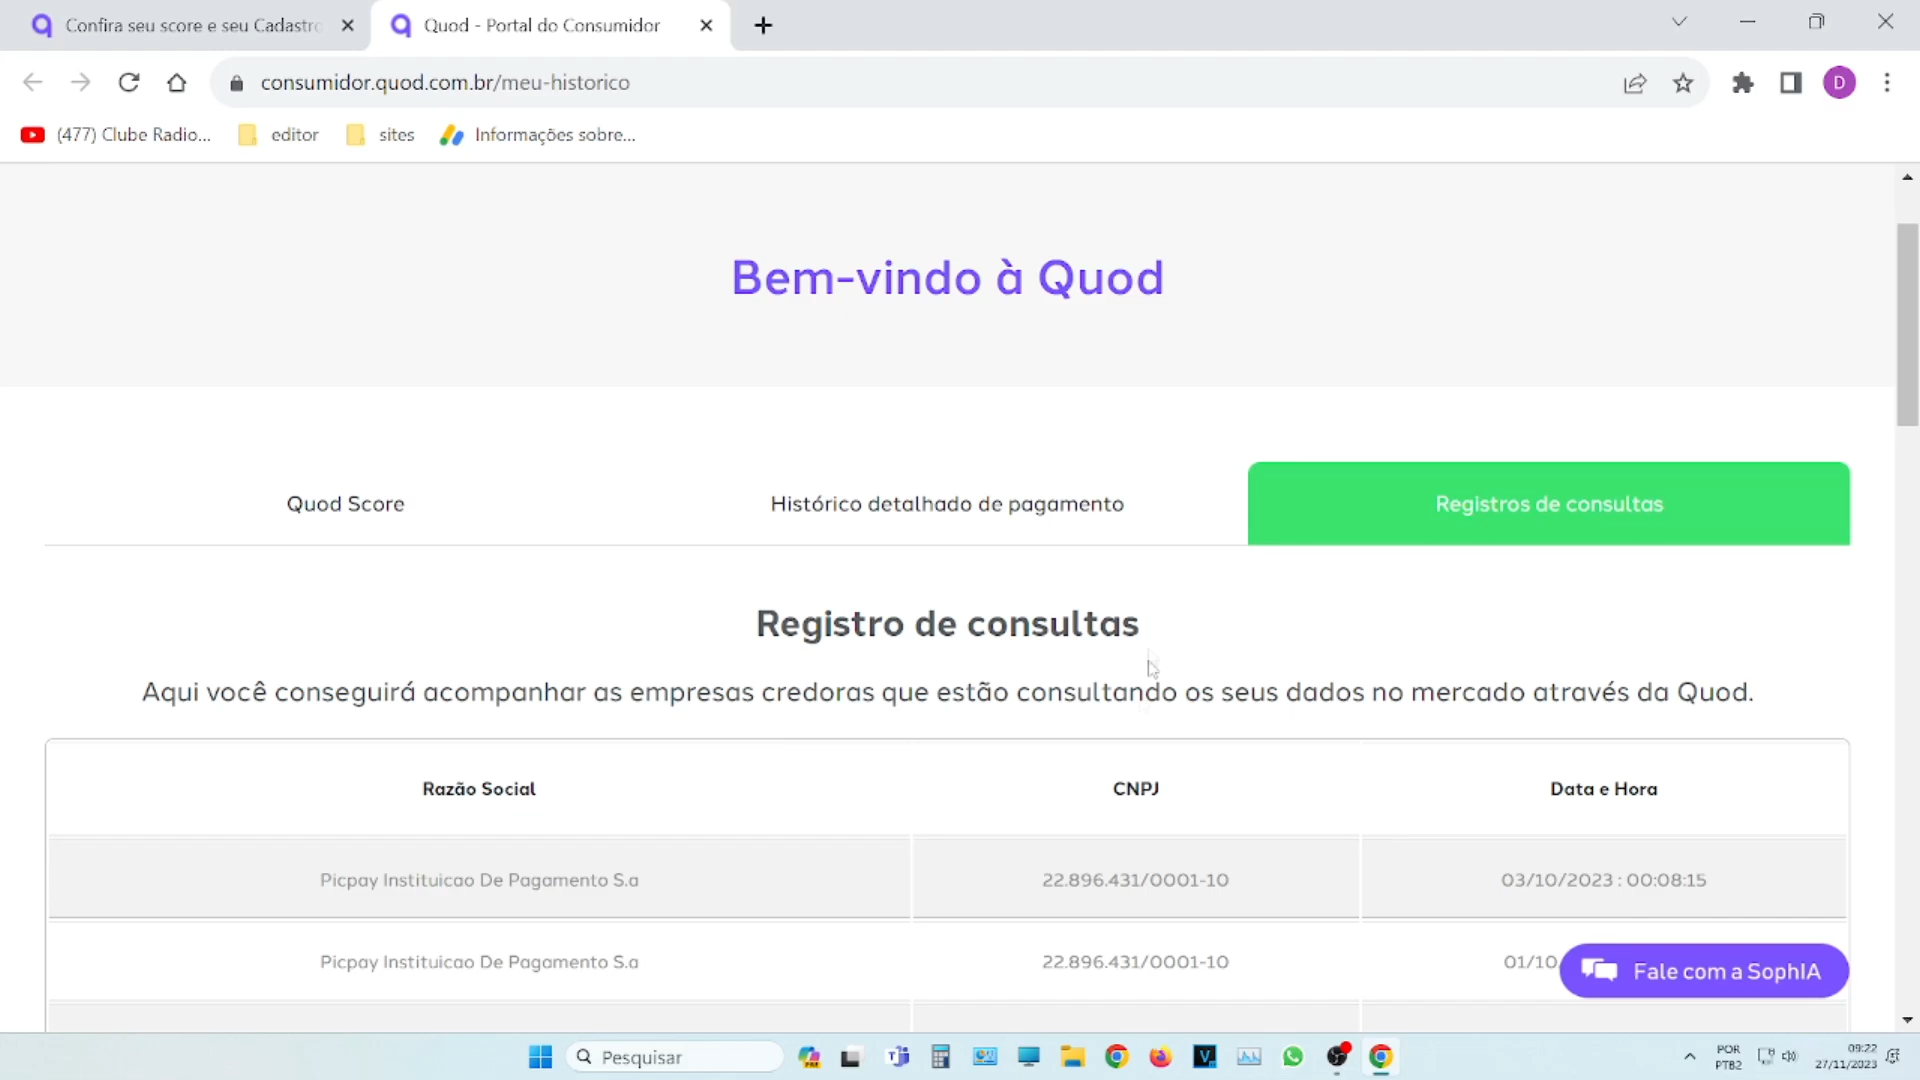 Confira seu score e seu Cadastro
Quod - Portal do Consumidor
consumidor.quod.com.br/meu-historico
D
(477) Clube Radio...
editor
sites
Informações sobre...
Bem-vindo à Quod
Quod Score
Histórico detalhado de pagamento
Registros de consultas
Registro de consultas
Aqui você conseguirá acompanhar as empresas credoras que estão consultando os seus dados no mercado através da Quod.
Razão Social
CNPJ
Data e Hora
Picpay Instituicao De Pagamento S.a
22.896.431/0001-10
03/10/2023 : 00:08:15
Picpay Instituicao De Pagamento S.a
22.896.431/0001-10
01/10
Fale com a SophIA
Pesquisar
POR
PTB2
09:22
27/11/2023